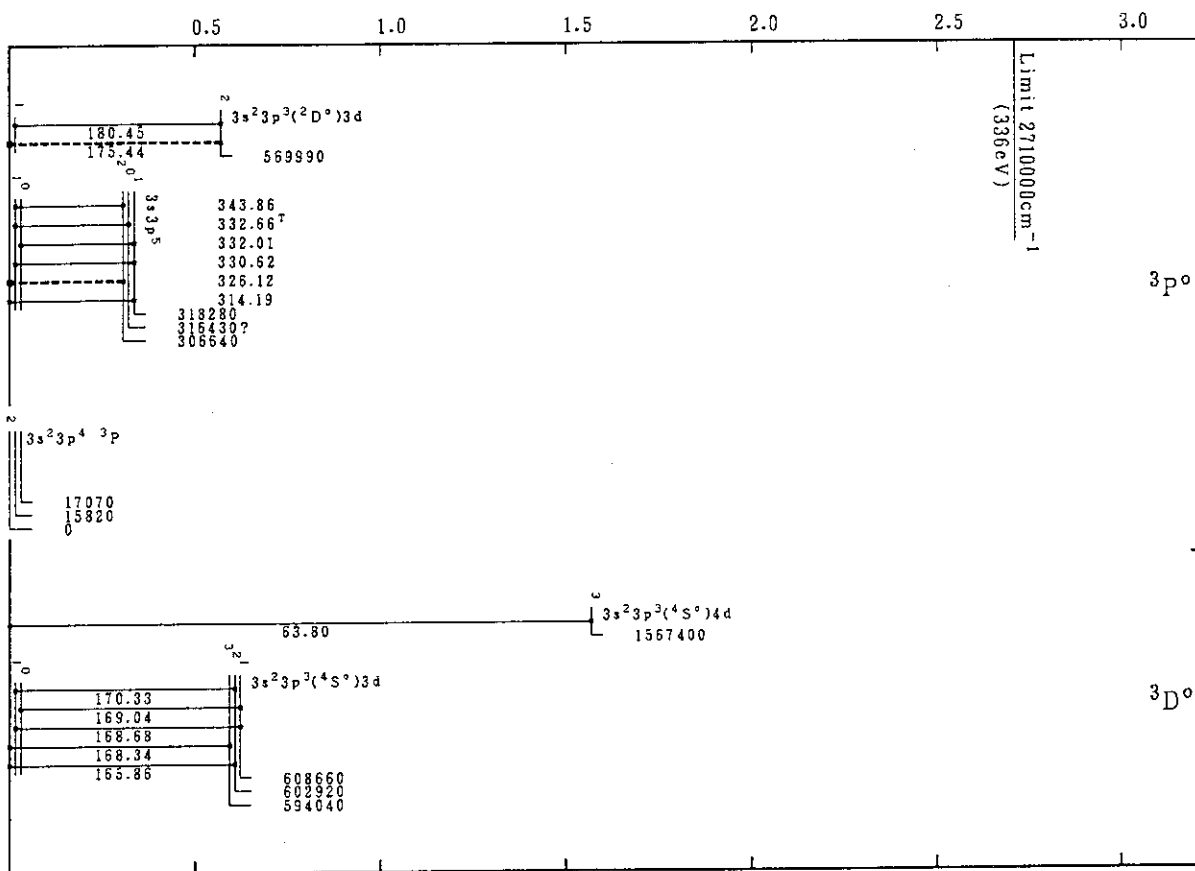 0.5 1.0 1.5 2.0 2.5 3.0
Limit 2710000cm⁻¹
(336eV)
1 2 3s²3p³(²D°)3d
180.45
175.44
569990
1 0 2 0 1 3s3p⁵
343.86
332.66ᵀ
332.01
330.62
326.12
314.19
318280
316430?
306640
³P°
2
3s²3p⁴ ³P
17070
15820
0
3 3s²3p³(⁴S°)4d
63.80
1567400
1 0 3 2 1 3s²3p³(⁴S°)3d
170.33
169.04
168.68
168.34
165.86
608660
602920
594040
³D°